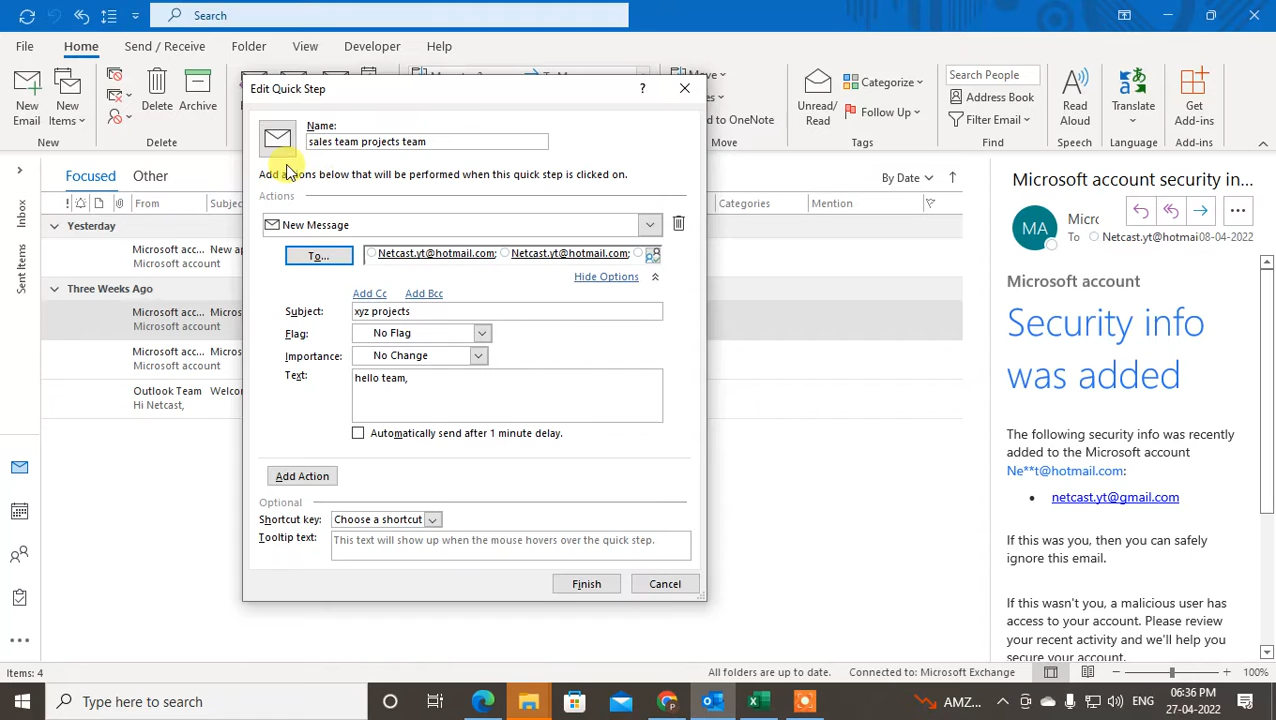 Search
File Home Send / Receive Folder View Developer Help
New Email
New Items
Delete
Archive
Delete
Move
To OneNote
Move
Unread/ Read
Categorize
Follow Up
Tags
Search People
Address Book
Filter Email
Find
Read Aloud
Speech
Translate
Language
Get Add-ins
Add-ins
Edit Quick Step
?
Name:
sales team projects team
Add actions below that will be performed when this quick step is clicked on.
Actions
New Message
To...
Netcast.yt@hotmail.com; Netcast.yt@hotmail.com;
Hide Options
Add Cc Add Bcc
Subject: xyz projects
Flag: No Flag
Importance: No Change
Text: hello team,
Automatically send after 1 minute delay.
Add Action
Optional
Shortcut key: Choose a shortcut
Tooltip text: This text will show up when the mouse hovers over the quick step.
Finish Cancel
Inbox
Sent Items
Focused Other
By Date
From Subjec Categories Mention
Yesterday
Microsoft acc... New ap
Microsoft account
Three Weeks Ago
Microsoft acc... Micros
Microsoft account
Microsoft acc... Micros
Microsoft account
Outlook Team Welco
Hi Netcast,
Microsoft account security in...
MA
Micr
To Netcast.yt@hotmai 08-04-2022
Microsoft account
Security info
was added
The following security info was recently
added to the Microsoft account
Ne**t@hotmail.com:
• netcast.yt@gmail.com
If this was you, then you can safely
ignore this email.
If this wasn't you, a malicious user has
access to your account. Please review
your recent activity and we'll help you
secure your account.
Items: 4
All folders are up to date. Connected to: Microsoft Exchange
100%
Type here to search
AMZ...
ENG
06:36 PM
27-04-2022